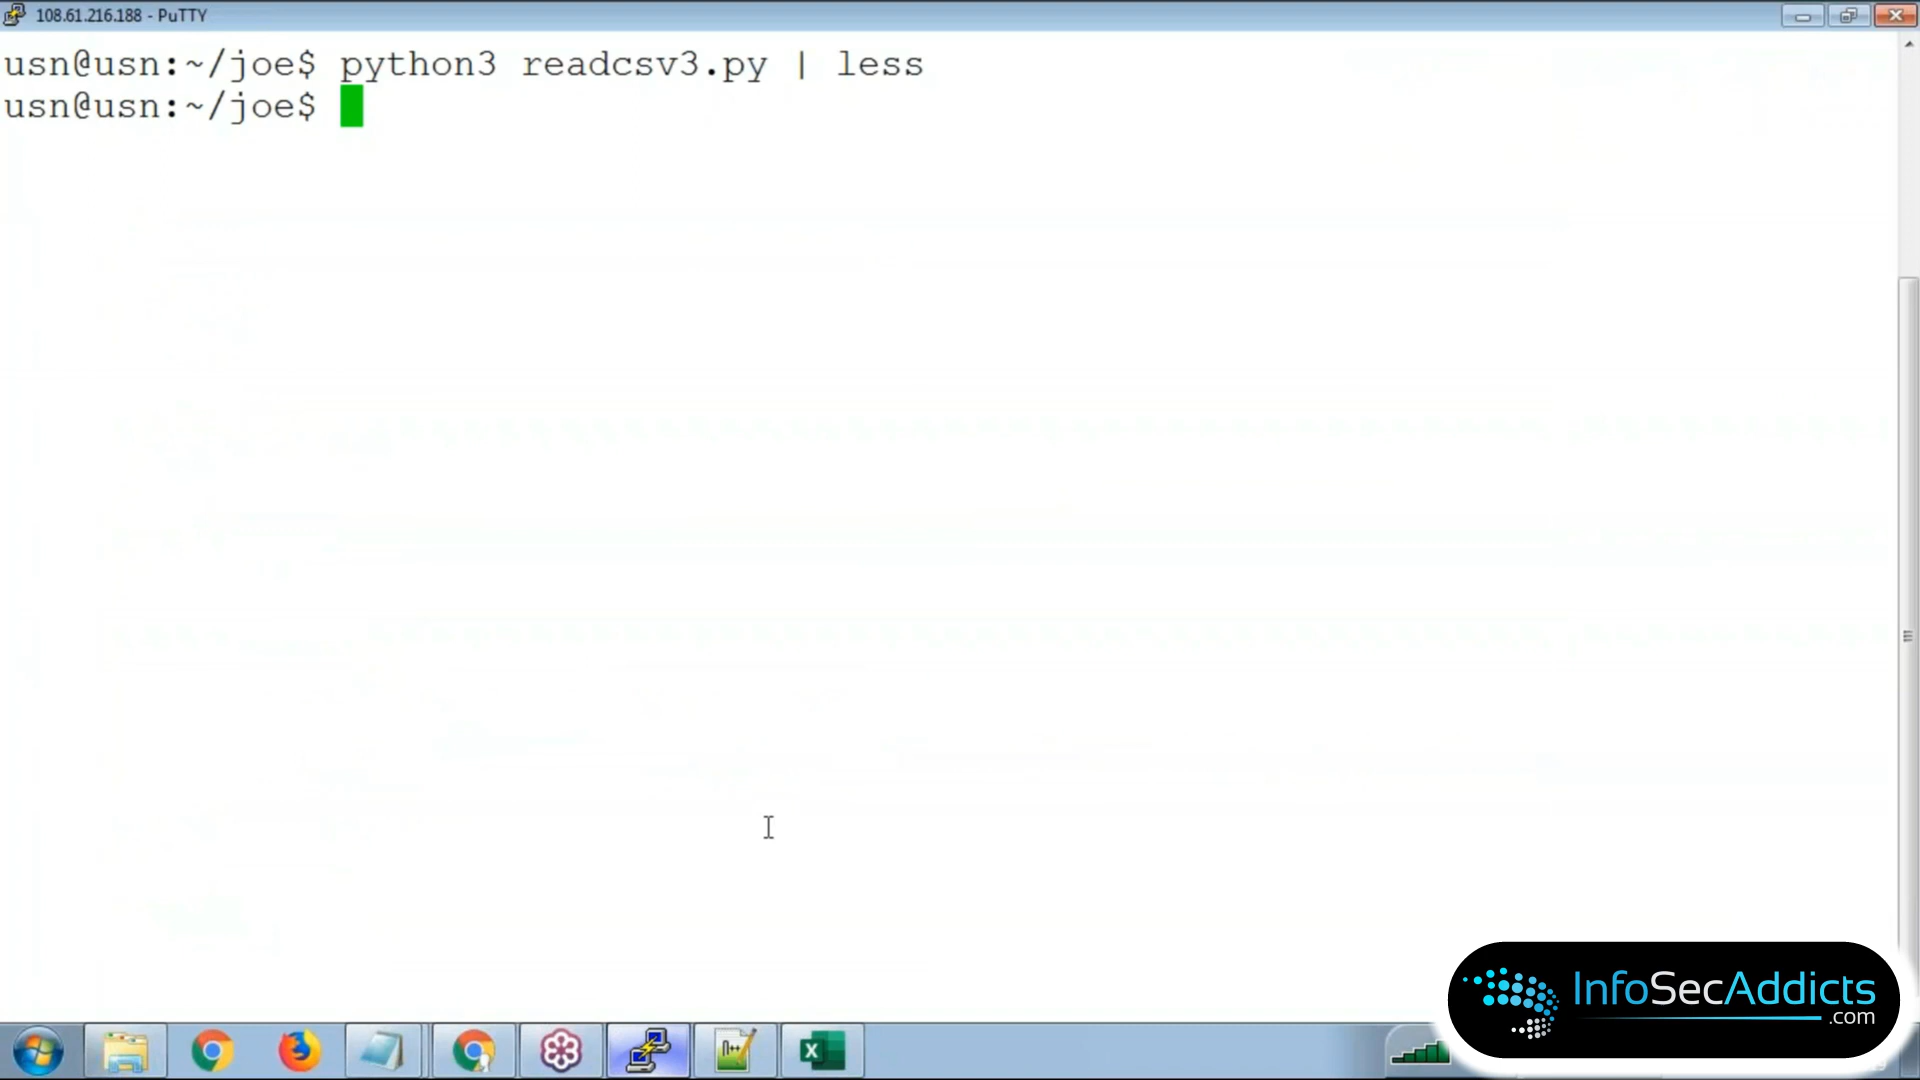 108.61.216.188 - PuTTY
usn@usn:~/joe$ python3 readcsv3.py | less
usn@usn:~/joe$
InfoSecAddicts
.com